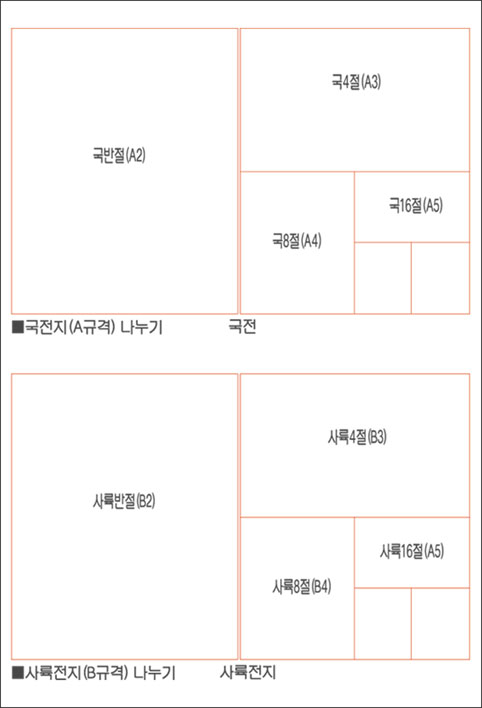 국반절(A2)
국4절(A3)
국8절(A4)
국16절(A5)
■국전지(A규격) 나누기 국전
사륙반절(B2)
사륙4절(B3)
사륙8절(B4)
사륙16절(A5)
■사륙전지(B규격) 나누기 사륙전지